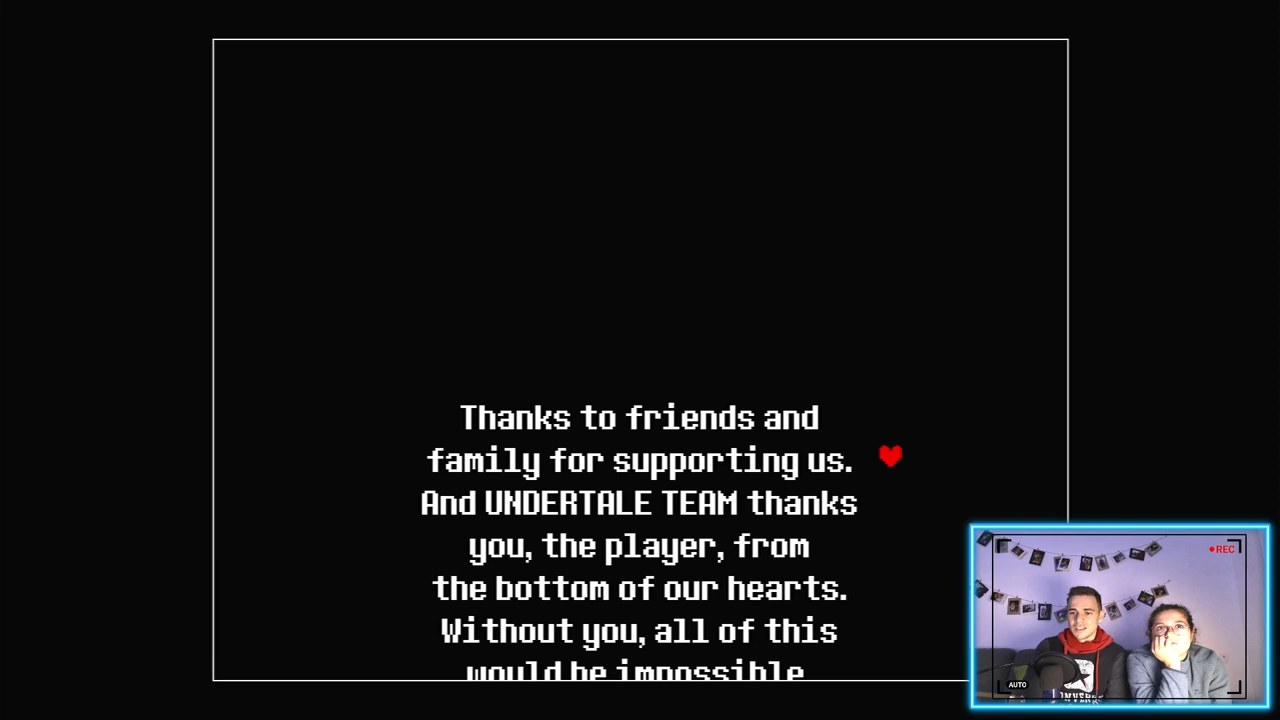 Thanks to friends and
family for supporting us.
And UNDERTALE TEAM thanks
you, the player, from
the bottom of our hearts.
Without you, all of this
would be impossible
REC
AUTO